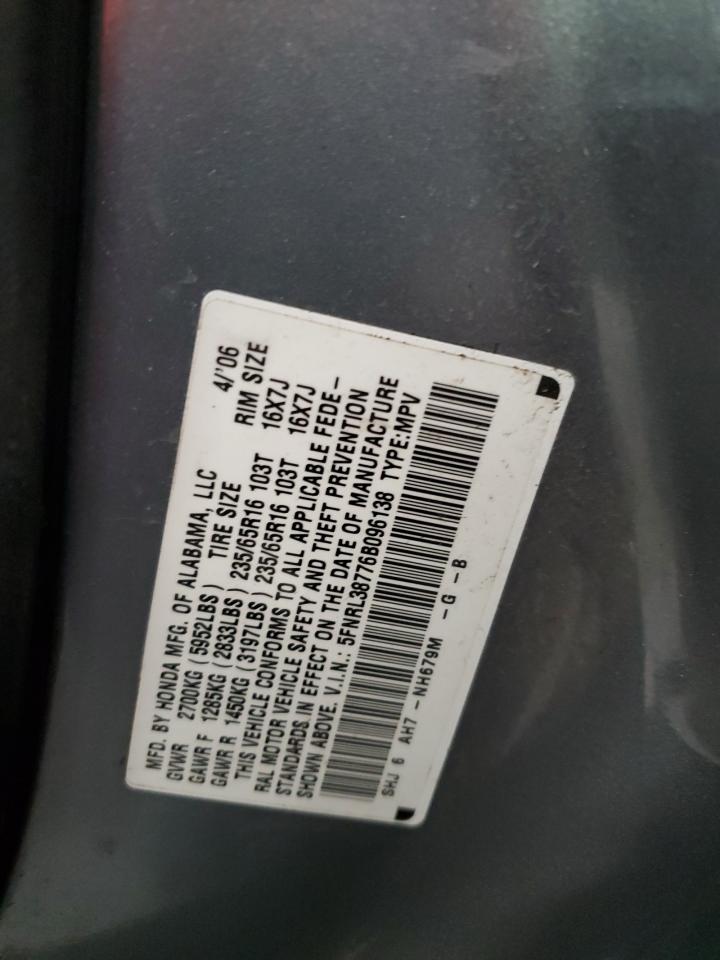 MFD. BY HONDA MFG. OF ALABAMA, LLC 4/'06
GVWR 2700KG (5952LBS) TIRE SIZE RIM SIZE
GAWR F 1285KG (2833LBS) 235/65R16 103T 16X7J
GAWR R 1450KG (3197LBS) 235/65R16 103T 16X7J
THIS VEHICLE CONFORMS TO ALL APPLICABLE FEDE-
RAL MOTOR VEHICLE SAFETY AND THEFT PREVENTION
STANDARDS IN EFFECT ON THE DATE OF MANUFACTURE
SHOWN ABOVE. V.I.N.: 5FNRL38776B096138 TYPE:MPV
SHJ 6 AH7 - NH679M - G - B